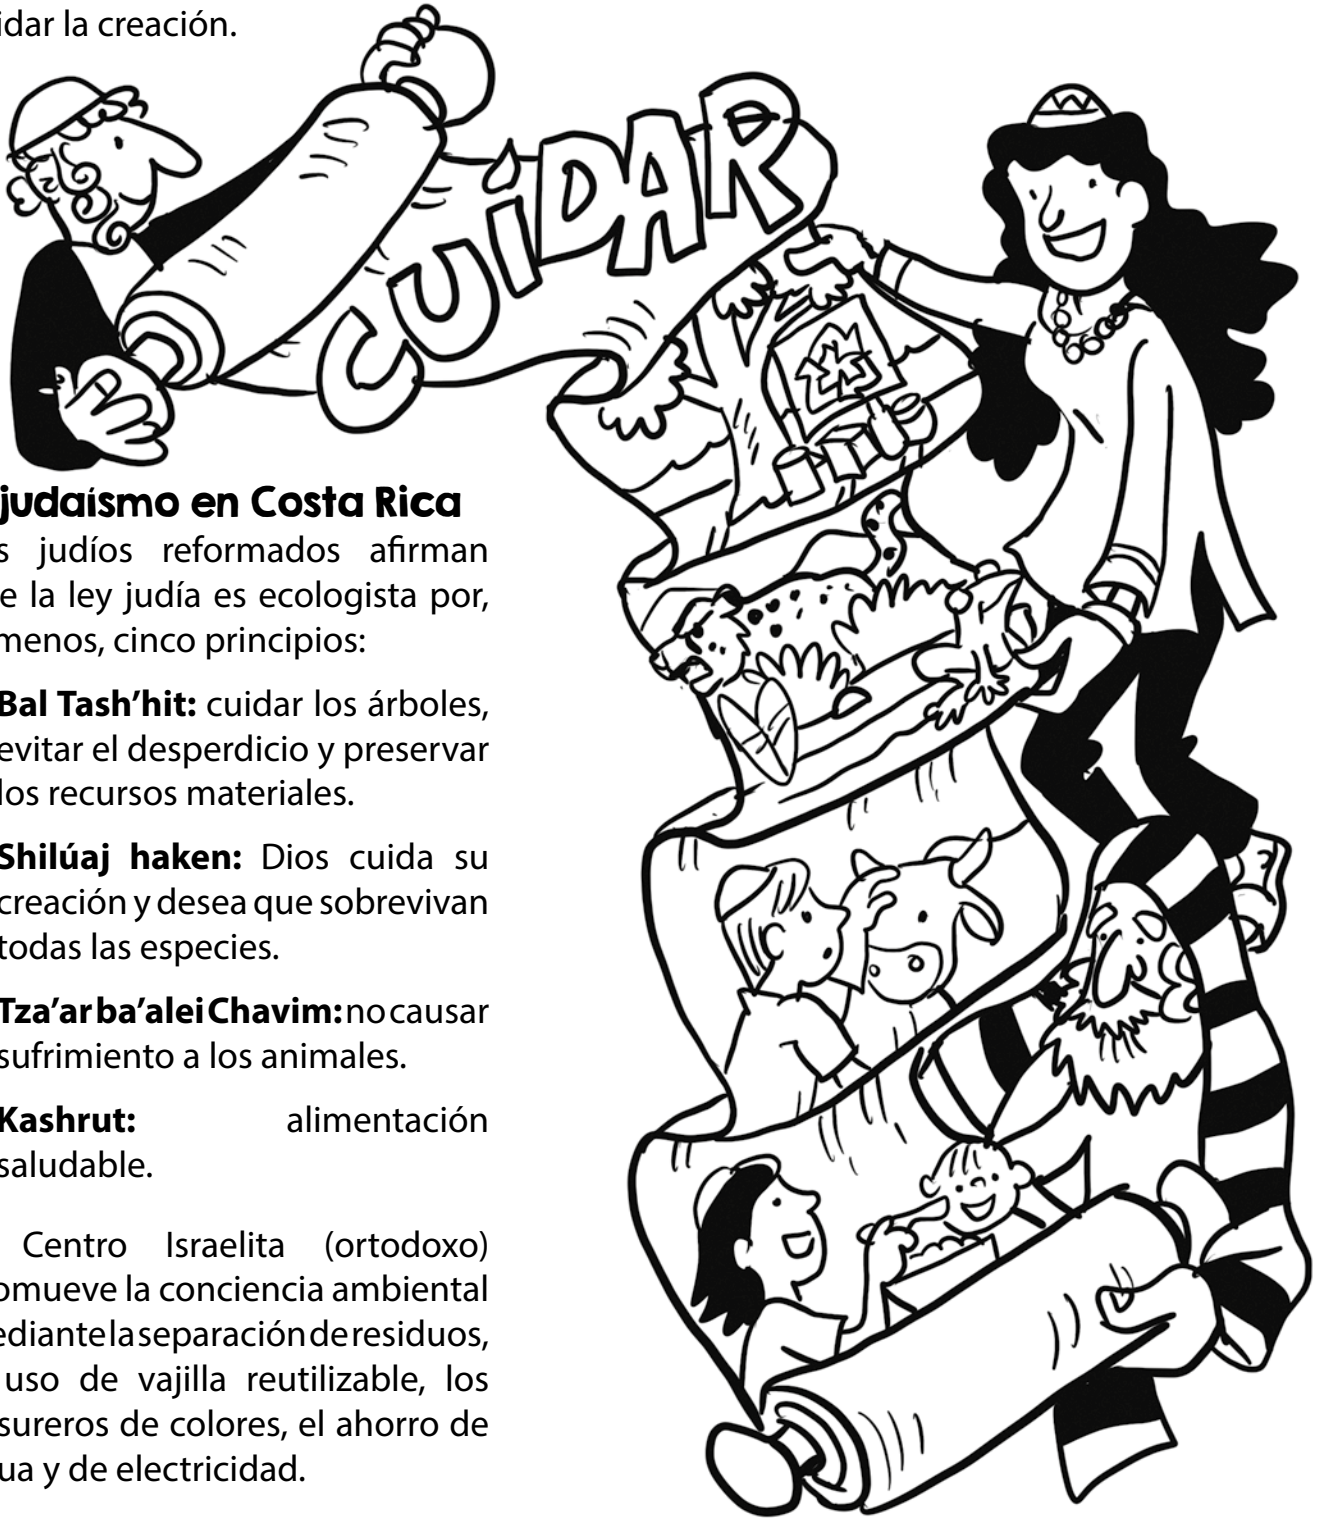 idar la creación.
CUIDAR
judaísmo en Costa Rica
s judíos reformados afirman
e la ley judía es ecologista por,
menos, cinco principios:
Bal Tash’hit: cuidar los árboles,
evitar el desperdicio y preservar
los recursos materiales.
Shilúaj haken: Dios cuida su
creación y desea que sobrevivan
todas las especies.
Tza’ar ba’alei Chavim: no causar
sufrimiento a los animales.
Kashrut: alimentación
saludable.
Centro Israelita (ortodoxo)
omueve la conciencia ambiental
ediante la separación de residuos,
uso de vajilla reutilizable, los
sureros de colores, el ahorro de
ua y de electricidad.